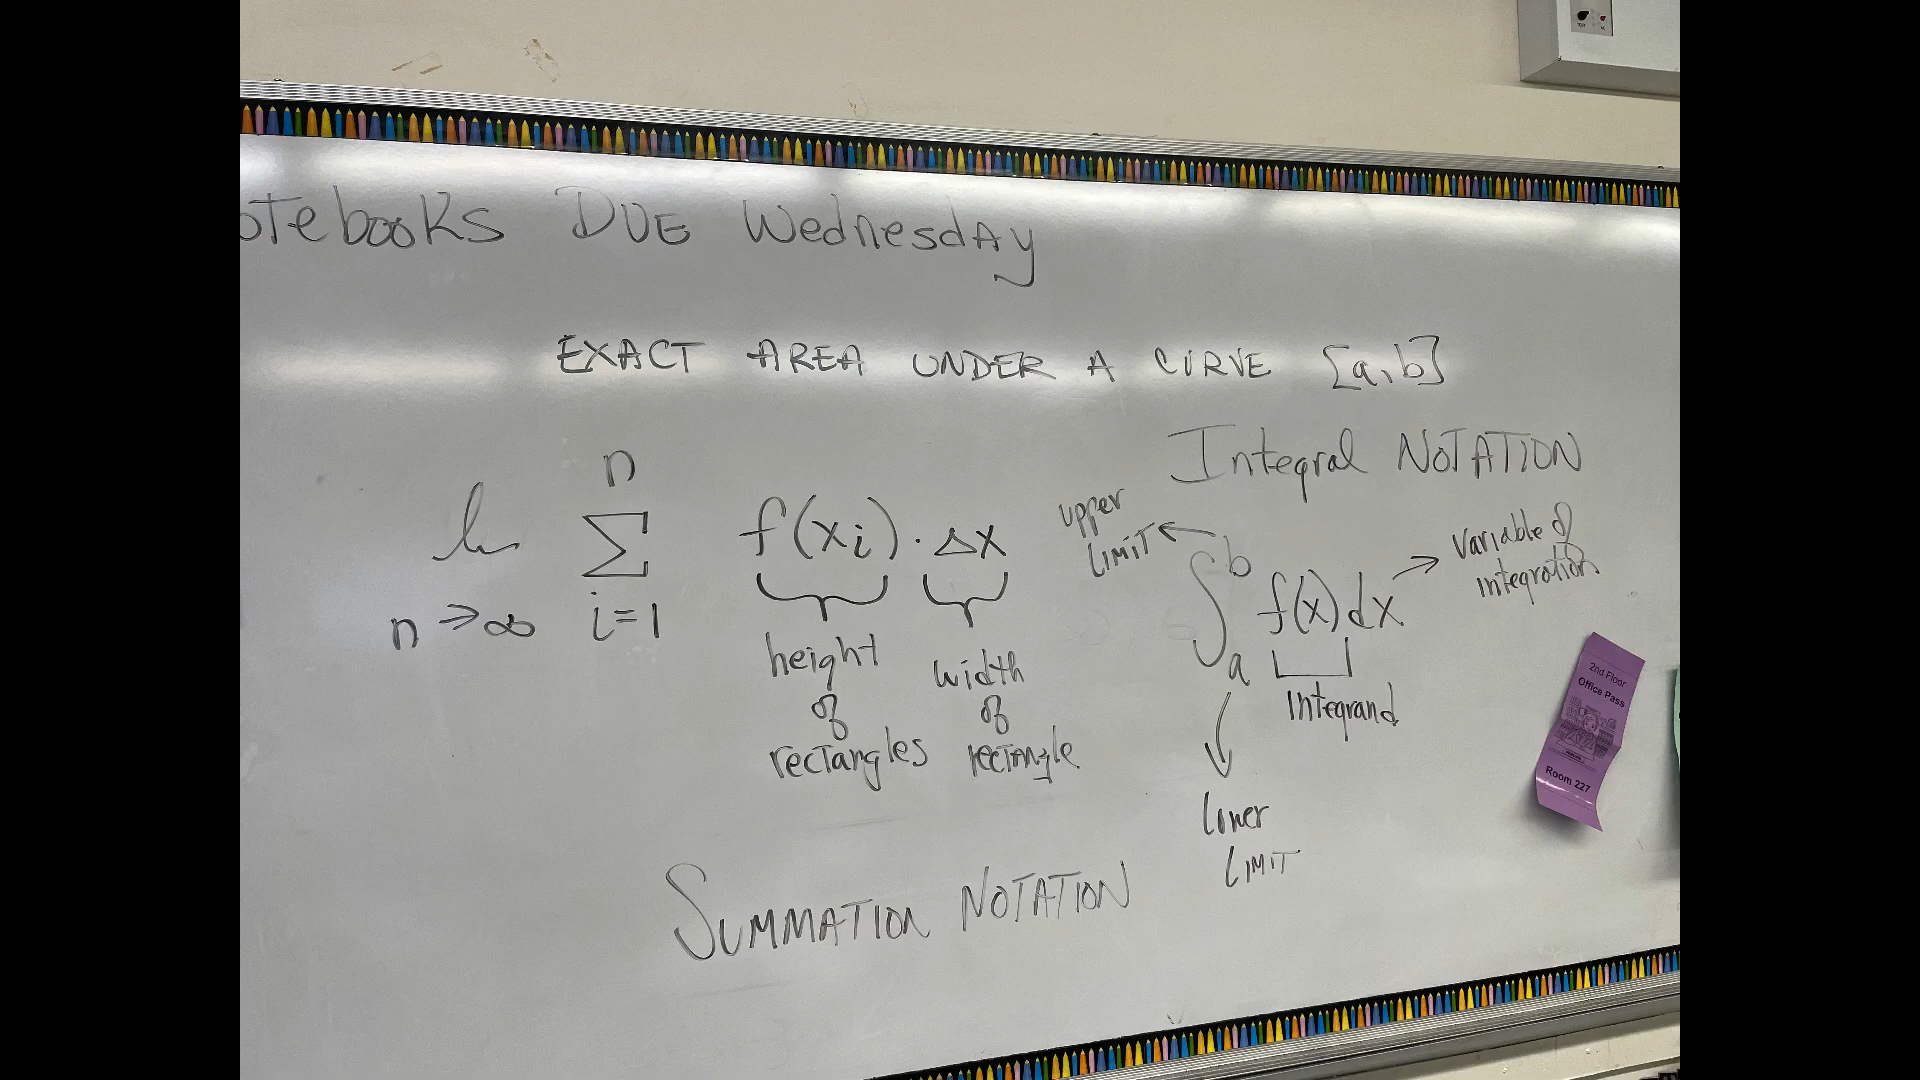 otebooks DUE Wednesday
EXACT AREA UNDER A CURVE [a,b]
Integral NOTATION
n
lim Σ f(xi) · Δx
n → ∞ i=1
height
of
rectangles
width
of
rectangle
upper
LIMIT
b
∫ f(x) dx
a
Variable of
integration
integrand
lower
LIMIT
SUMMATION NOTATION
2nd Floor
Office Pass
Room 227